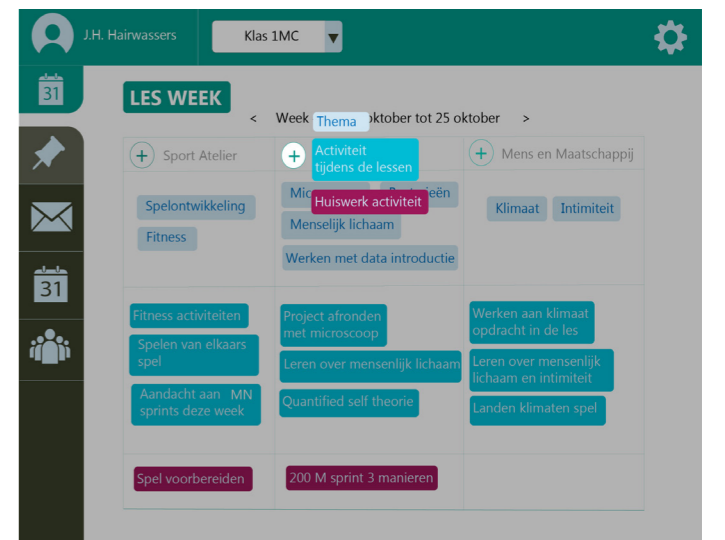 J.H. Hairwassers
Klas 1MC
31
LES WEEK
< Week oktober tot 25 oktober >
Thema
Activiteit
tijdens de lessen
Huiswerk activiteit
Sport Atelier
Mens en Maatschappij
Spelontwikkeling
Fitness
Menselijk lichaam
Werken met data introductie
Klimaat
Intimiteit
31
Fitness activiteiten
Spelen van elkaars
spel
Aandacht aan MN
sprints deze week
Project afronden
met microscoop
Leren over mensenlijk lichaam
Quantified self theorie
Werken aan klimaat
opdracht in de les
Leren over mensenlijk
lichaam en intimiteit
Landen klimaten spel
Spel voorbereiden
200 M sprint 3 manieren